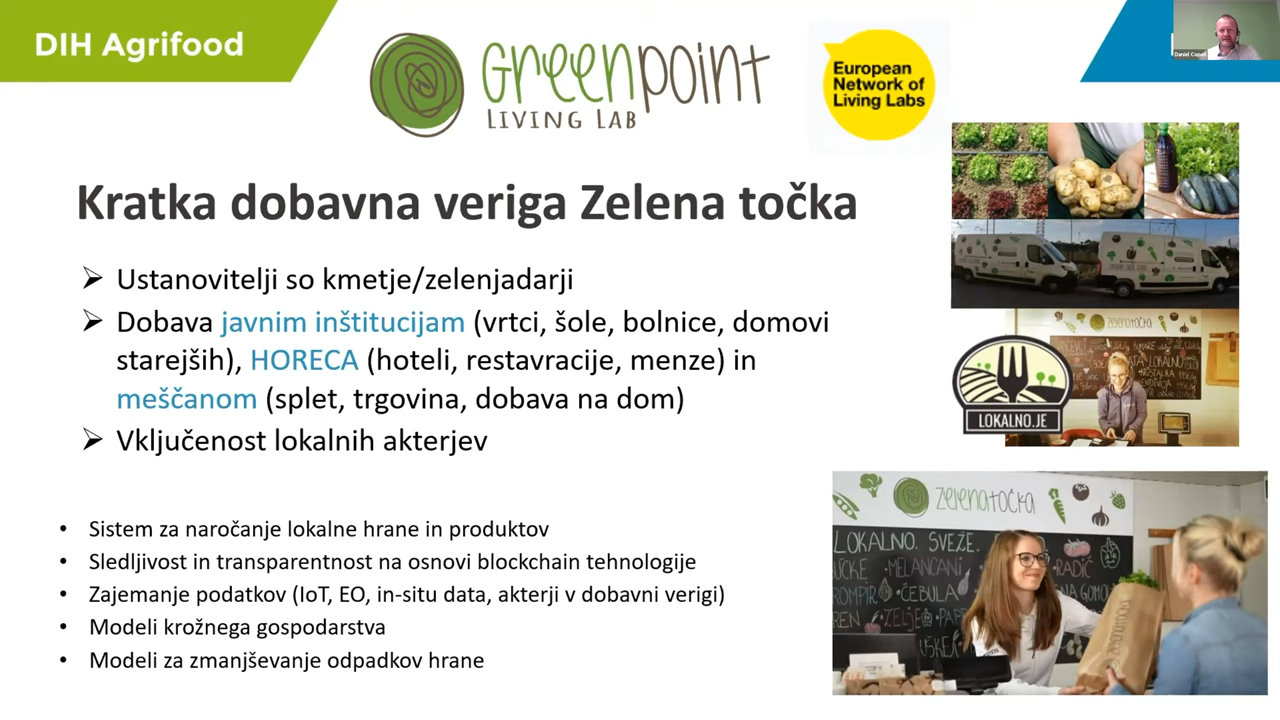 DIH Agrifood
GREENPOINT
LIVING LAB
European
Network of
Living Labs
Daniel Copot
Kratka dobavna veriga Zelena točka
Ustanovitelji so kmetje/zelenjadarji
Dobava javnim inštitucijam (vrtci, šole, bolnice, domovi
starejših), HORECA (hoteli, restavracije, menze) in
meščanom (splet, trgovina, dobava na dom)
Vključenost lokalnih akterjev
Sistem za naročanje lokalne hrane in produktov
Sledljivost in transparentnost na osnovi blockchain tehnologije
Zajemanje podatkov (IoT, EO, in-situ data, akterji v dobavni verigi)
Modeli krožnega gospodarstva
Modeli za zmanjševanje odpadkov hrane
zelenatočka
LOKALNO.JE
zelenatočka
LOKALNO. SVEŽE.
MELANCANI RADIČ
ČEBULA
ZELJE